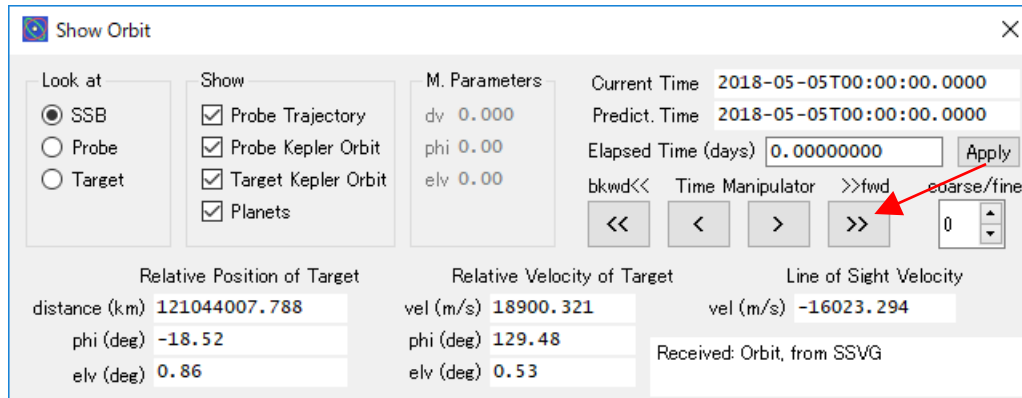 Show Orbit
Look at
SSB
Probe
Target
Show
Probe Trajectory
Probe Kepler Orbit
Target Kepler Orbit
Planets
M. Parameters
dv 0.000
phi 0.00
elv 0.00
Current Time 2018-05-05T00:00:00.0000
Predict. Time 2018-05-05T00:00:00.0000
Elapsed Time (days) 0.00000000 Apply
bkwd<< Time Manipulator >>fwd coarse/fine
<< < > >> 0
Relative Position of Target
distance (km) 121044007.788
phi (deg) -18.52
elv (deg) 0.86
Relative Velocity of Target
vel (m/s) 18900.321
phi (deg) 129.48
elv (deg) 0.53
Line of Sight Velocity
vel (m/s) -16023.294
Received: Orbit, from SSVG